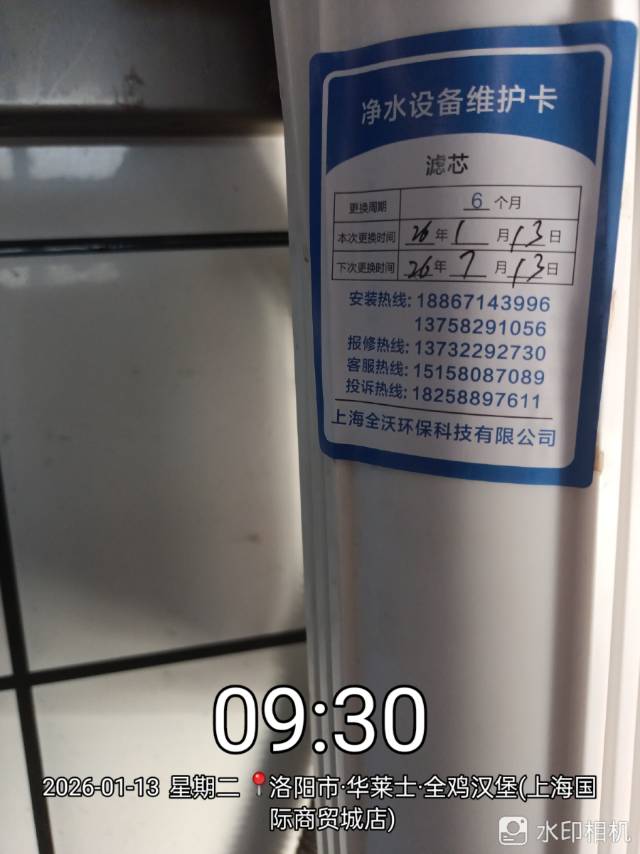 净水设备维护卡
滤芯
更换周期 6 个月
本次更换时间 26 年 1 月 13 日
下次更换时间 26 年 7 月 13 日
安装热线: 18867143996
13758291056
报修热线: 13732292730
客服热线: 15158087089
投诉热线: 18258897611
上海全沃环保科技有限公司
09:30
2026-01-13 星期二 📍洛阳市·华莱士·全鸡汉堡(上海国
际商贸城店)
水印相机